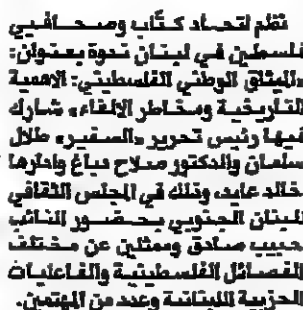 نظم اتحاد كتّاب وصحافيي
فلسطين في لبنان ندوة بعنوان:
«الميثاق الوطني الفلسطيني: الاهمية
التاريخية ومخاطر الالغاء» شارك
فيها رئيس تحرير «السفير» طلال
سلمان والدكتور صلاح دباغ وادارها
خالد عايد، وذلك في المجلس الثقافي
للبنان الجنوبي بحضور النائب
حبيب صادق وممثلين عن مختلف
الفصائل الفلسطينية والفاعليات
الحزبية اللبنانية وعدد من المهتمين.